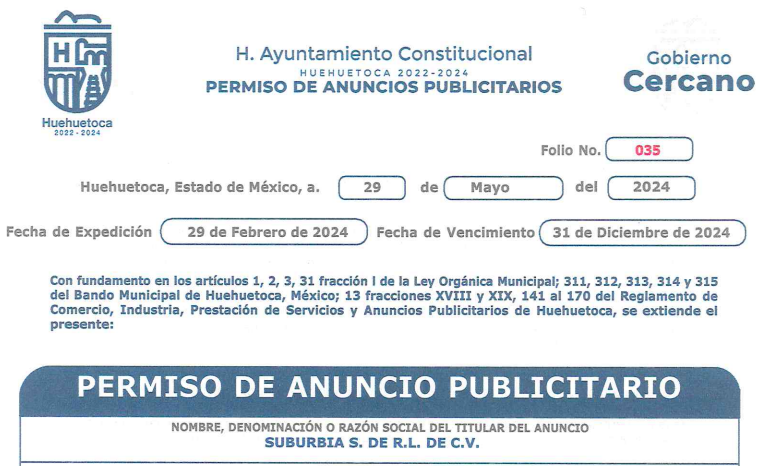 H
Huehuetoca
2022 - 2024
H. Ayuntamiento Constitucional
HUEHUETOCA 2022-2024
PERMISO DE ANUNCIOS PUBLICITARIOS
Gobierno
Cercano
Folio No. 035
Huehuetoca, Estado de México, a. 29 de Mayo del 2024
Fecha de Expedición 29 de Febrero de 2024 Fecha de Vencimiento 31 de Diciembre de 2024
Con fundamento en los artículos 1, 2, 3, 31 fracción I de la Ley Orgánica Municipal; 311, 312, 313, 314 y 315
del Bando Municipal de Huehuetoca, México; 13 fracciones XVIII y XIX, 141 al 170 del Reglamento de
Comercio, Industria, Prestación de Servicios y Anuncios Publicitarios de Huehuetoca, se extiende el
presente:
PERMISO DE ANUNCIO PUBLICITARIO
NOMBRE, DENOMINACIÓN O RAZÓN SOCIAL DEL TITULAR DEL ANUNCIO
SUBURBIA S. DE R.L. DE C.V.